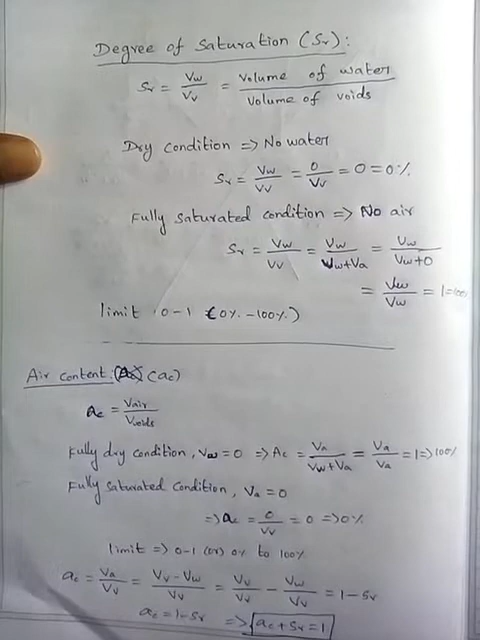 Degree of Saturation (Sr) :
Sr = Vw/Vv = Volume of water / Volume of voids
Dry Condition => No water
Sr = Vw/Vv = 0/Vv = 0 = 0%
Fully Saturated condition => No air
Sr = Vw/Vv = Vw/Vw+Va = Vw/Vw+0
= Vw/Vw = 1 = 100%
limit 0-1 (0% - 100%)
Air content: (ac)
ac = Vair/Vvoids
Fully dry condition, Vw = 0 => Ac = Va/Vw+Va = Va/Va = 1 => 100%
Fully Saturated Condition, Va = 0
=> ac = 0/Vv = 0 => 0%
limit => 0-1 (or) 0% to 100%
ac = Va/Vv = Vv - Vw/Vv = Vv/Vv - Vw/Vv = 1 - Sr
ac = 1 - Sr => ac + Sr = 1